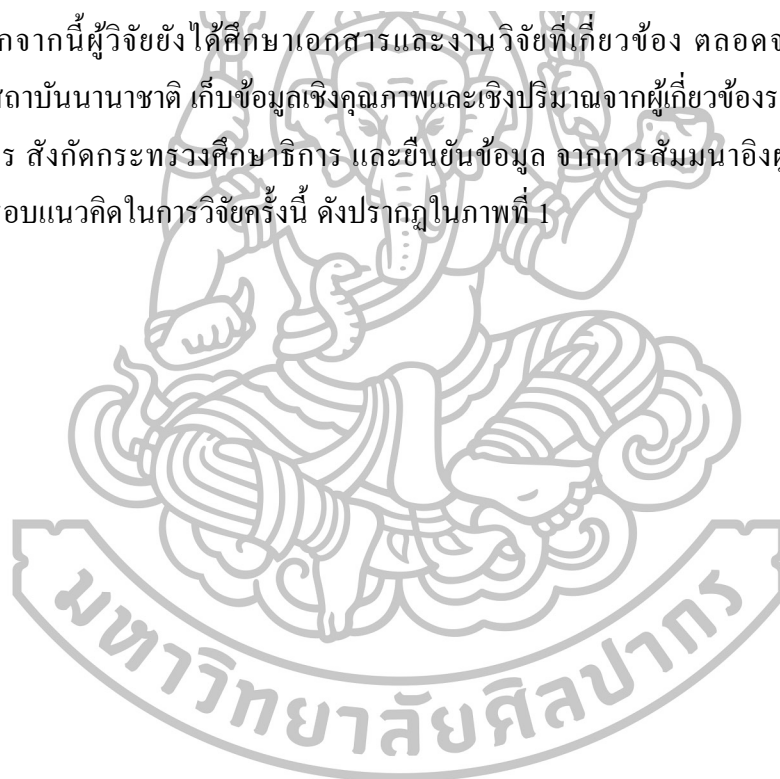 กจากนี้ผู้วิจัยยังได้ศึกษาเอกสารและงานวิจัยที่เกี่ยวข้อง ตลอดจ
สถาบันนานาชาติ เก็บข้อมูลเชิงคุณภาพและเชิงปริมาณจากผู้เกี่ยวข้องร
ร สังกัดกระทรวงศึกษาธิการ และยืนยันข้อมูล จากการสัมมนาอิงผ
อบแนวคิดในการวิจัยครั้งนี้ ดังปรากฏในภาพที่ 1
มหาวิทยาลัยศิลปากร